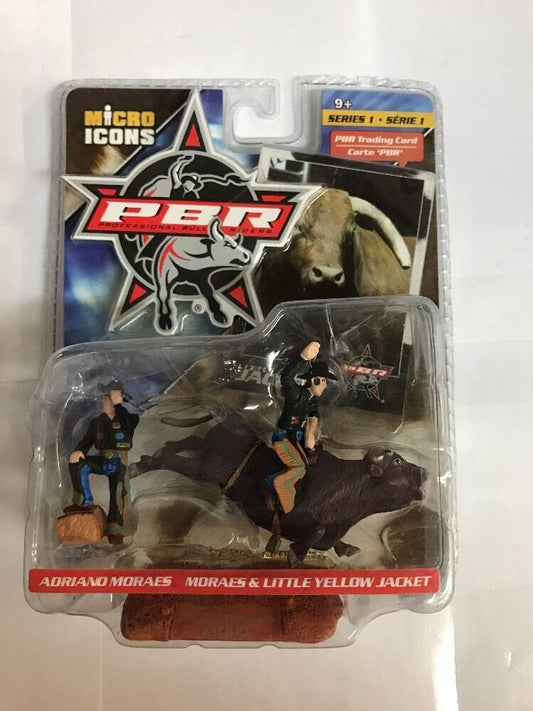 MiCRO
ICONS
9+
SERIES 1 • SÉRIE 1
PBR Trading Card
Carte 'PBR'
PBR
PROFESSIONAL BULL RIDERS
®
PBR
ADRIANO MORAES MORAES & LITTLE YELLOW JACKET